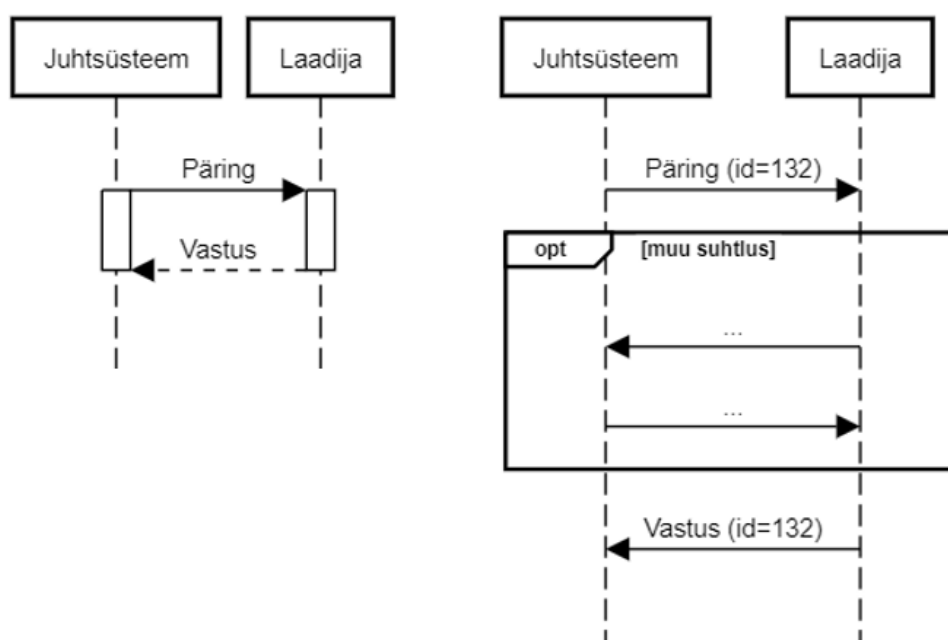 Juhtsüsteem
Laadija
Päring
Vastus
Juhtsüsteem
Laadija
Päring (id=132)
opt
[muu suhtlus]
...
...
Vastus (id=132)